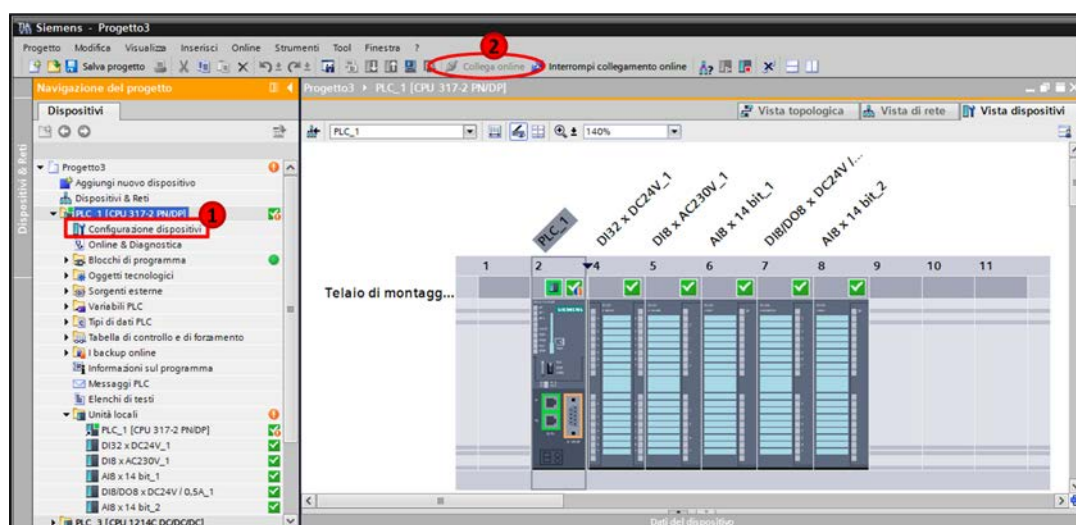 Siemens - Progetto3
Progetto Modifica Visualizza Inserisci Online Strumenti Tool Finestra ?
2
Salva progetto Collega online Interrompi collegamento online
Navigazione del progetto
Progetto3 PLC_1 [CPU 317-2 PN/DP]
Dispositivi
Vista topologica Vista di rete Vista dispositivi
PLC_1 140%
Dispositivi & Reti
Progetto3
Aggiungi nuovo dispositivo
Dispositivi & Reti
PLC_1 [CPU 317-2 PN/DP]
1
Configurazione dispositivi
Online & Diagnostica
Blocchi di programma
Oggetti tecnologici
Sorgenti esterne
Variabili PLC
Tipi di dati PLC
Tabella di controllo e di forzamento
I backup online
Informazioni sul programma
Messaggi PLC
Elenchi di testi
Unità locali
PLC_1 [CPU 317-2 PN/DP]
DI32 x DC24V_1
DI8 x AC230V_1
AI8 x 14 bit_1
DI8/DO8 x DC24V / 0,5A_1
AI8 x 14 bit_2
PLC_3 [CPU 1214C DC/DC/DC]
PLC_1
DI32 x DC24V_1
DI8 x AC230V_1
AI8 x 14 bit_1
DI8/DO8 x DC24V /...
AI8 x 14 bit_2
1 2 4 5 6 7 8 9 10 11
Telaio di montagg...
SIEMENS
Dati del dispositivo